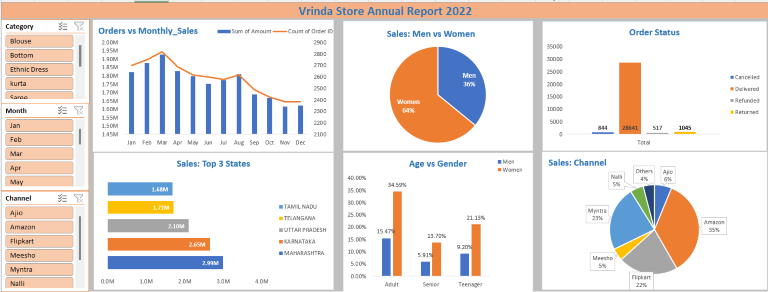 Vrinda Store Annual Report 2022
Category
Blouse
Bottom
Ethnic Dress
kurta
Saree
Month
Jan
Feb
Mar
Apr
May
Channel
Ajio
Amazon
Flipkart
Meesho
Myntra
Nalli
Orders vs Monthly_Sales
Sum of Amount
Count of Order ID
2.00M
1.95M
1.90M
1.85M
1.80M
1.75M
1.70M
1.65M
1.60M
1.55M
1.50M
1.45M
2900
2800
2700
2600
2500
2400
2300
2200
2100
Jan Feb Mar Apr May Jun Jul Aug Sep Oct Nov Dec
Sales: Men vs Women
Men
36%
Women
64%
Order Status
35000
30000
25000
20000
15000
10000
5000
0
844 28641 517 1045
Total
Cancelled
Delivered
Refunded
Returned
Sales: Top 3 States
1.68M
1.71M
2.10M
2.65M
2.99M
0.0M 1.0M 2.0M 3.0M 4.0M
TAMIL NADU
TELANGANA
UTTAR PRADESH
KARNATAKA
MAHARASHTRA
Age vs Gender
Men
Women
40.00%
35.00%
30.00%
25.00%
20.00%
15.00%
10.00%
5.00%
0.00%
34.59%
15.47%
5.91%
13.70%
9.20%
21.13%
Adult Senior Teenager
Sales: Channel
Others
4%
Ajio
6%
Nalli
5%
Myntra
23%
Amazon
35%
Meesho
5%
Flipkart
22%